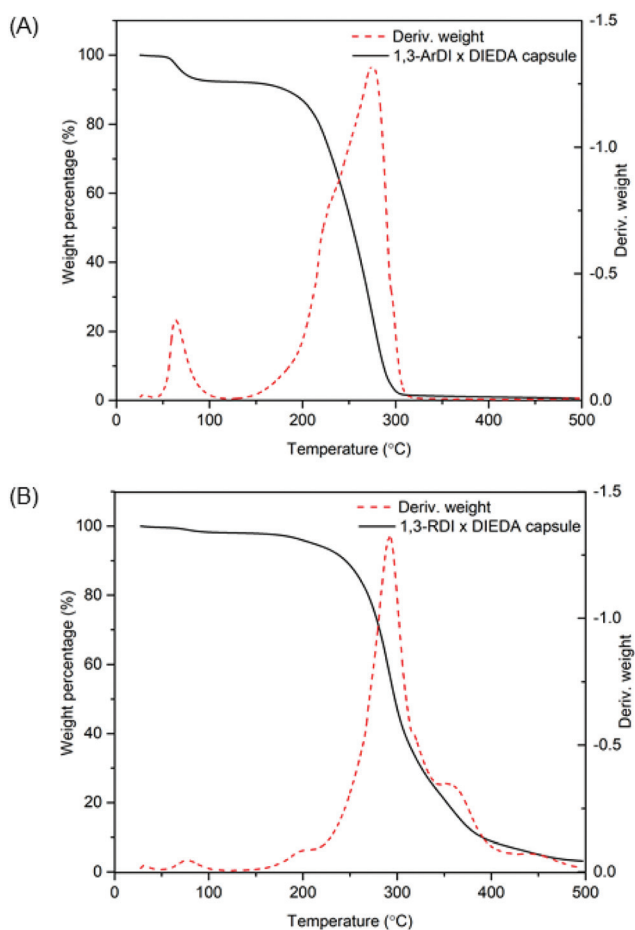 (A)
Deriv. weight
1,3-ArDI x DIEDA capsule
100
80
60
40
20
0
Weight percentage (%)
-1.5
-1.0
-0.5
0.0
Deriv. weight
0
100
200
300
400
500
Temperature (°C)
(B)
Deriv. weight
1,3-RDI x DIEDA capsule
100
80
60
40
20
0
Weight percentage (%)
-1.5
-1.0
-0.5
0.0
Deriv. weight
0
100
200
300
400
500
Temperature (°C)